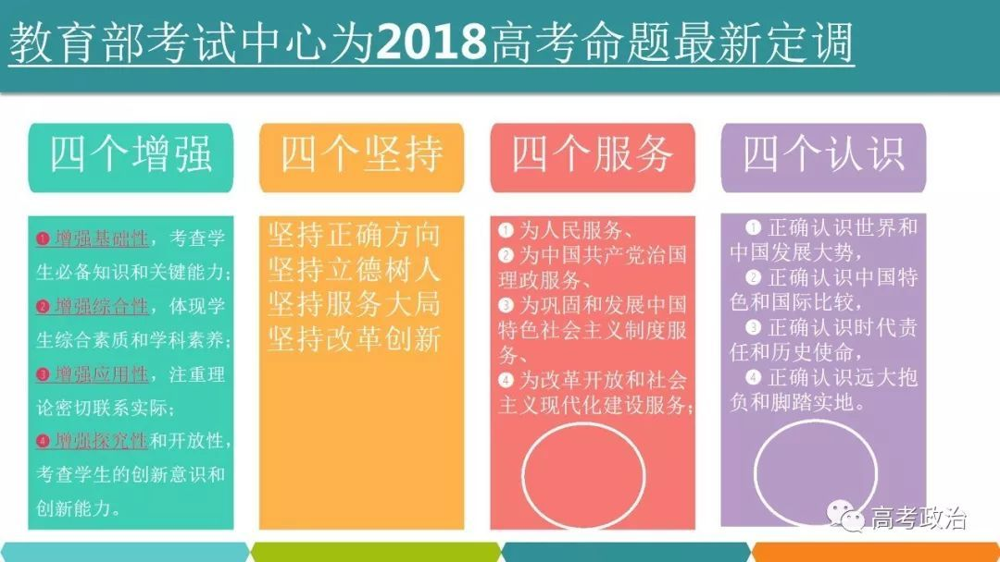 教育部考试中心为2018高考命题最新定调
四个增强
❶ 增强基础性，考查学
生必备知识和关键能力；
❷ 增强综合性，体现学
生综合素质和学科素养；
❸ 增强应用性，注重理
论密切联系实际；
❹ 增强探究性和开放性，
考查学生的创新意识和
创新能力。
四个坚持
坚持正确方向
坚持立德树人
坚持服务大局
坚持改革创新
四个服务
❶ 为人民服务、
❷ 为中国共产党治国
理政服务、
❸ 为巩固和发展中国
特色社会主义制度服
务、
❹ 为改革开放和社会
主义现代化建设服务；
四个认识
❶ 正确认识世界和
中国发展大势，
❷ 正确认识中国特
色和国际比较，
❸ 正确认识时代责
任和历史使命，
❹ 正确认识远大抱
负和脚踏实地。
高考政治